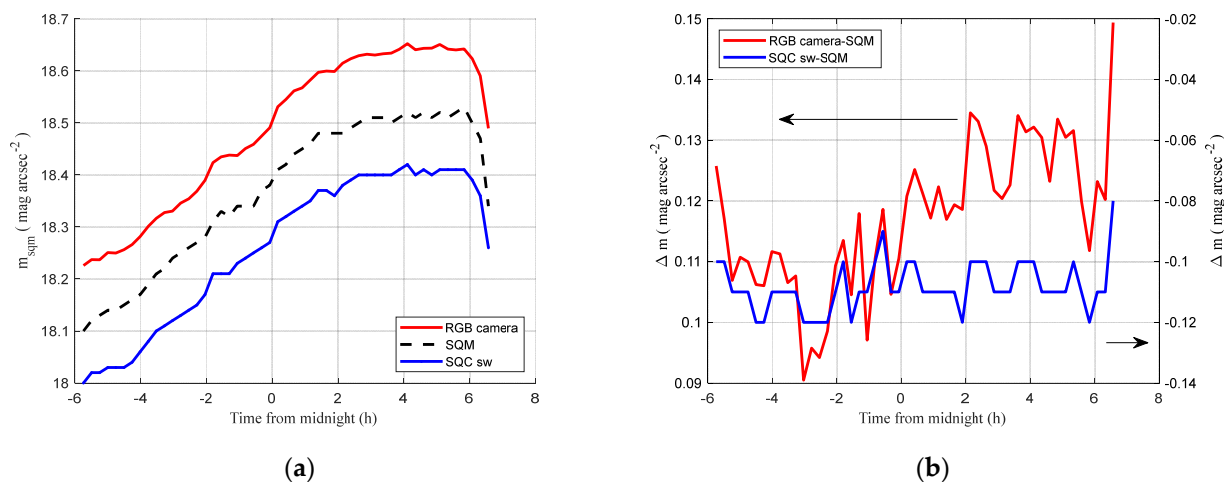 18.7
18.6
18.5
18.4
18.3
18.2
18.1
18
m_sqm ( mag arcsec^-2 )
RGB camera
SQM
SQC sw
-6 -4 -2 0 2 4 6 8
Time from midnight (h)
(a)
0.15
0.14
0.13
0.12
0.11
0.1
0.09
Δ m ( mag arcsec^-2 )
RGB camera-SQM
SQC sw-SQM
-0.02
-0.04
-0.06
-0.08
-0.1
-0.12
-0.14
Δ m ( mag arcsec^-2 )
-6 -4 -2 0 2 4 6 8
Time from midnight (h)
(b)